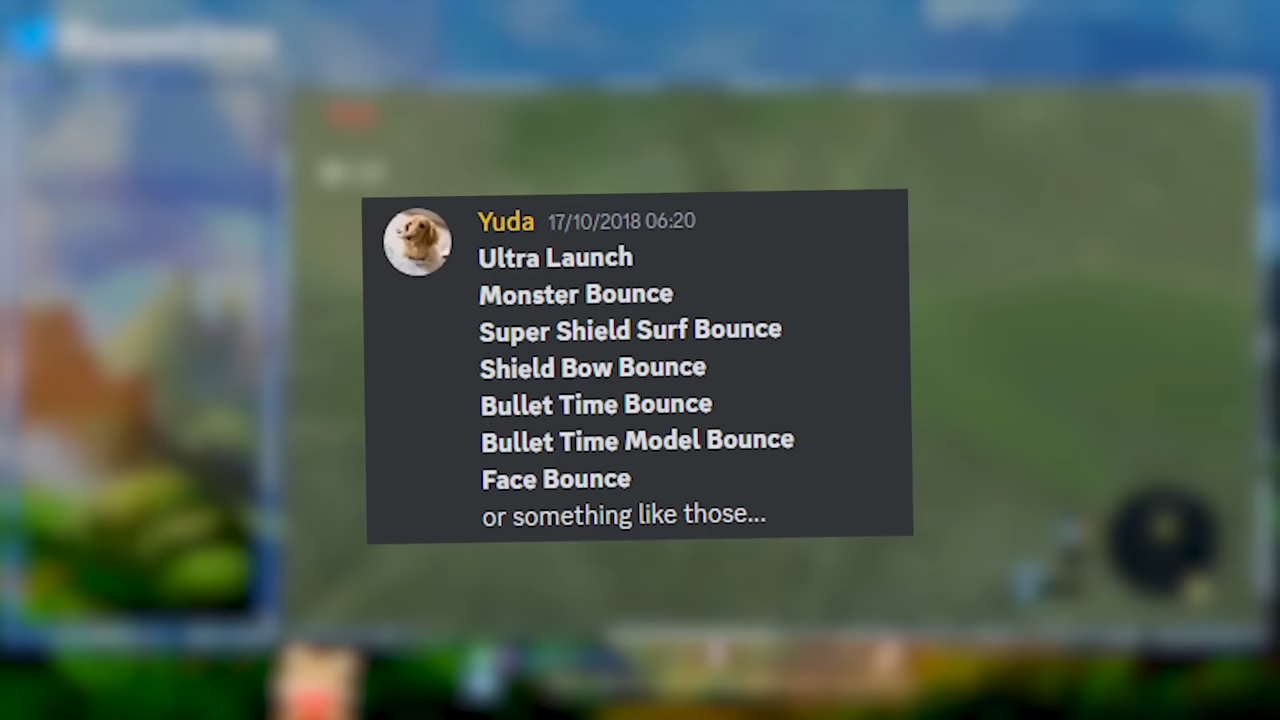 Yuda 17/10/2018 06:20
Ultra Launch
Monster Bounce
Super Shield Surf Bounce
Shield Bow Bounce
Bullet Time Bounce
Bullet Time Model Bounce
Face Bounce
or something like those...